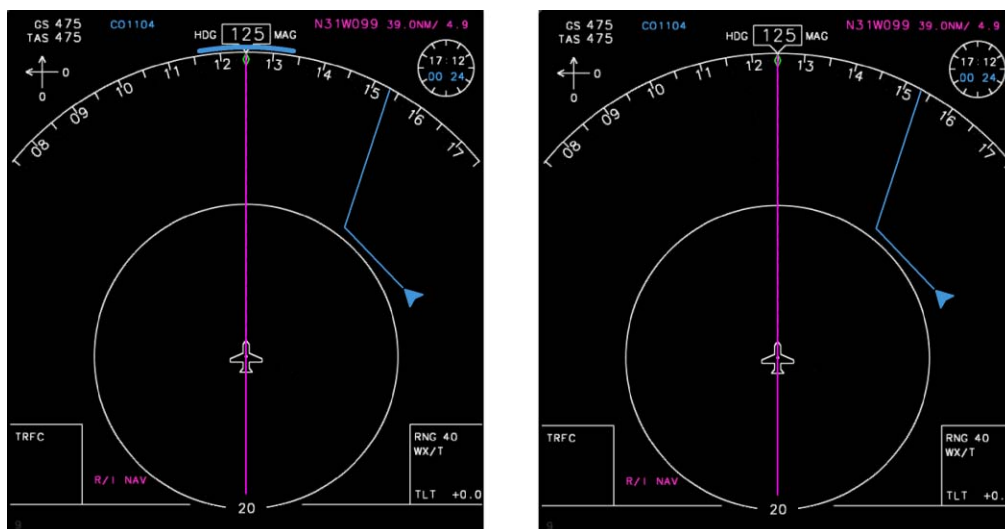 GS 475
TAS 475
CO1104
HDG 125 MAG
N31W099 39.0NM/ 4.9
0
0
17:12
00 24
08 09 10 11 12 13 14 15 16 17
TRFC
R/I NAV
RNG 40
WX/T
TLT +0.0
20
9
GS 475
TAS 475
CO1104
HDG 125 MAG
N31W099 39.0NM/ 4.9
0
0
17:12
00 24
08 09 10 11 12 13 14 15 16 17
TRFC
R/I NAV
RNG 40
WX/T
TLT +0.
20
9